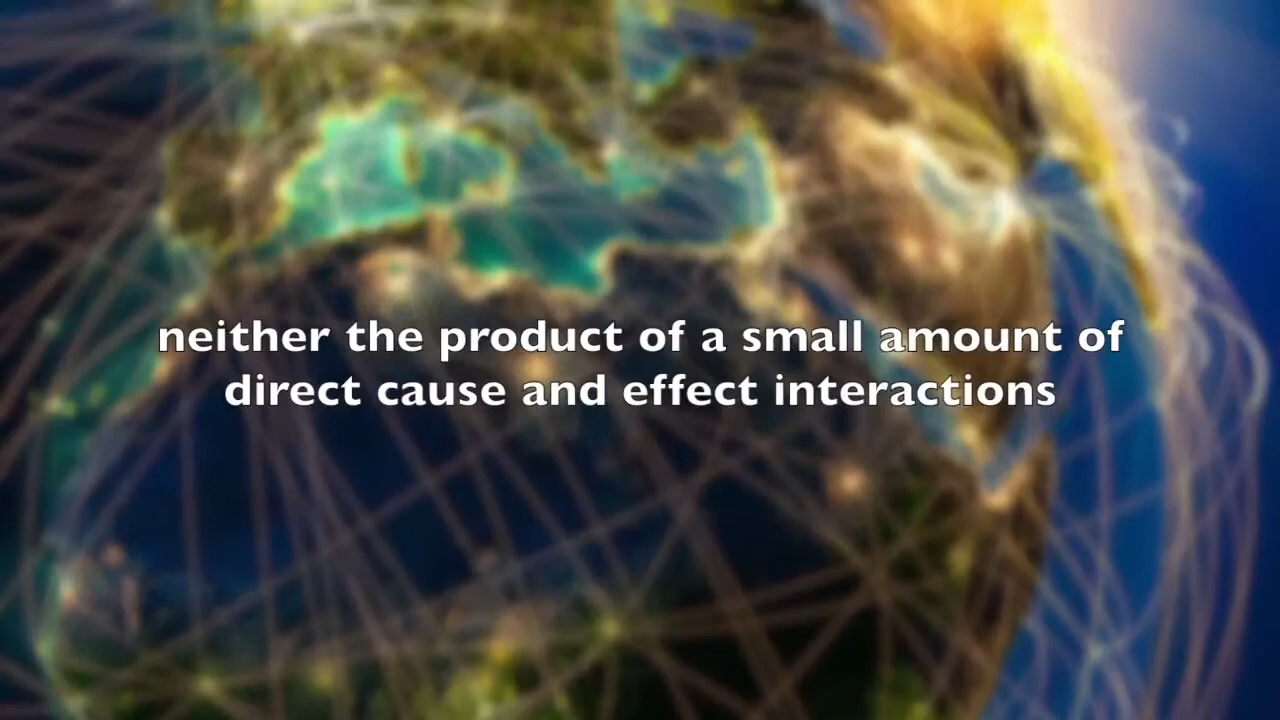 neither the product of a small amount of
direct cause and effect interactions